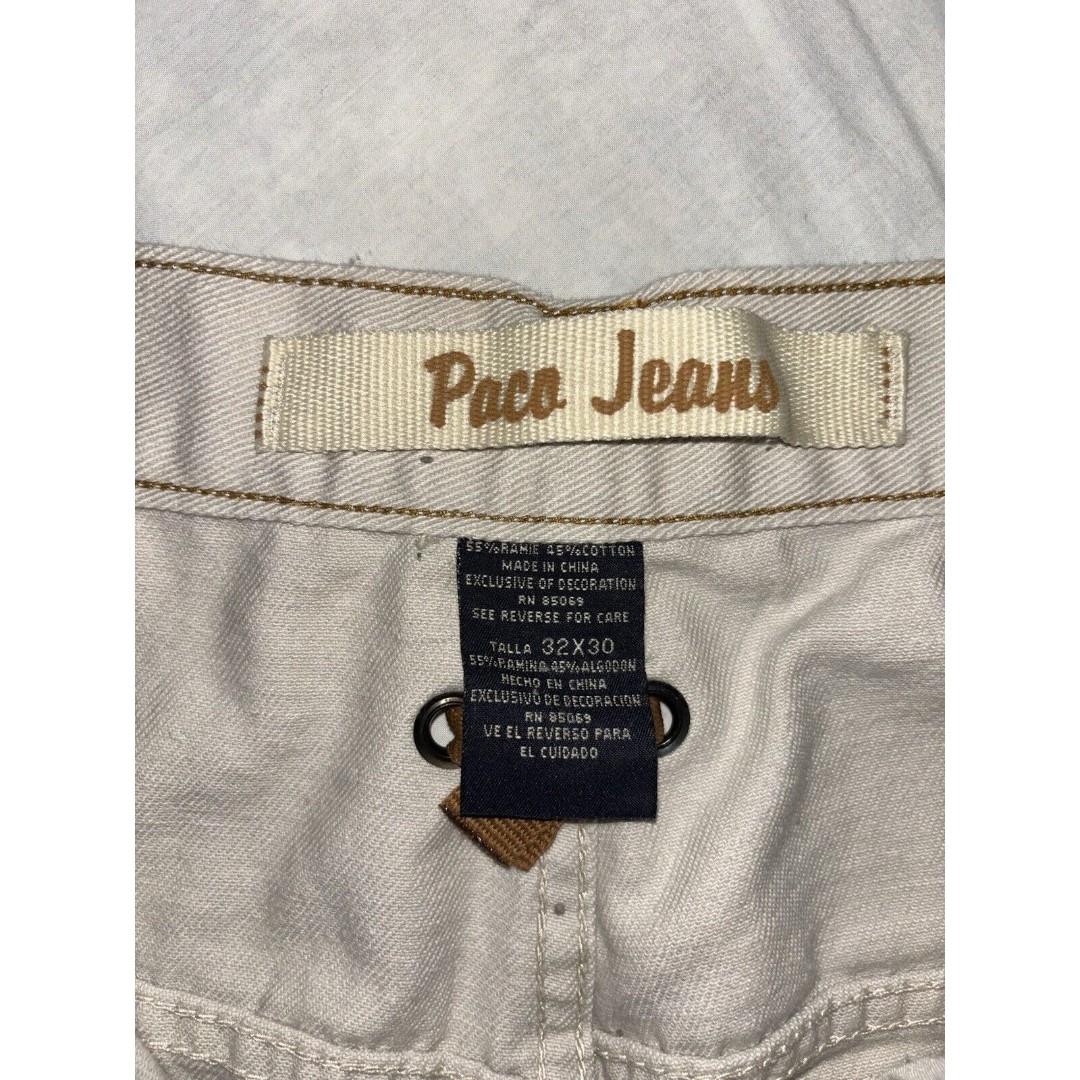 Paco Jeans
55% RAMIE 45% COTTON
MADE IN CHINA
EXCLUSIVE OF DECORATION
RN 85069
SEE REVERSE FOR CARE
TALLA 32X30
55% RAMINA 45% ALGODON
HECHO EN CHINA
EXCLUSIVO DE DECORACION
RN 85069
VE EL REVERSO PARA
EL CUIDADO